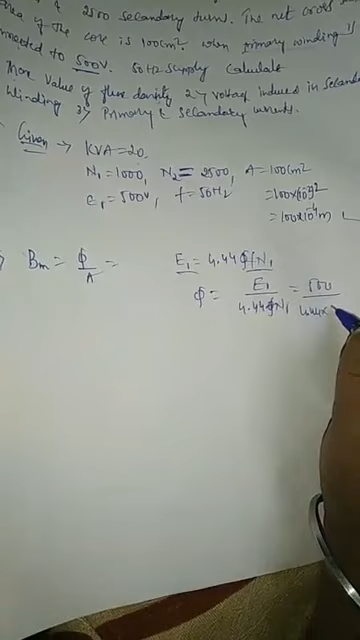 2500 secondary turn. The net cross
area of the core is 100cm². when primary winding is
connected to 500V. 50Hz supply calculate
Max value of flux density 2) voltage induced in Secondary
Winding 3) Primary & Secondary currents.
Given → KVA=20,
N₁=1000, N₂=2500, A=100cm²
e₁=500V, f=50Hz =100×(10⁻²)²
=100×10⁻⁴m
Bm = φ/A = E₁=4.44φfN₁
φ = E₁/4.44fN₁ = 500/4.44×